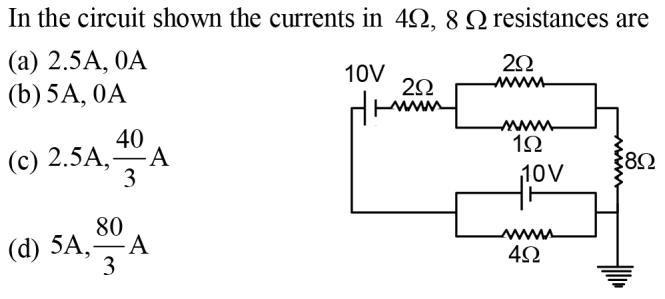 In the circuit shown the currents in 4Ω, 8 Ω resistances are
(a) 2.5A, 0A
(b) 5A, 0A
(c) 2.5A, 40/3 A
(d) 5A, 80/3 A
10V
2Ω
2Ω
1Ω
8Ω
10V
4Ω